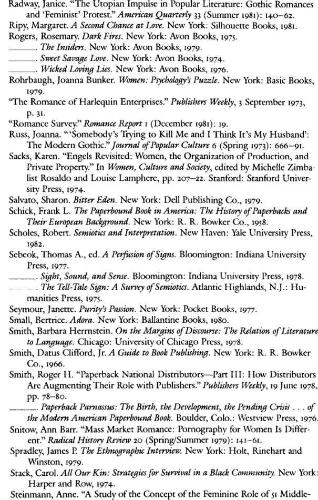 Radway, Janice. "The Utopian Impulse in Popular Literature: Gothic Romances
and 'Feminist' Protest." American Quarterly 33 (Summer 1981): 140–62.
Ripy, Margaret. A Second Chance at Love. New York: Silhouette Books, 1981.
Rogers, Rosemary. Dark Fires. New York: Avon Books, 1975.
———. The Insiders. New York: Avon Books, 1979.
———. Sweet Savage Love. New York: Avon Books, 1974.
———. Wicked Loving Lies. New York: Avon Books, 1976.
Rohrbaugh, Joanna Bunker. Women: Psychology's Puzzle. New York: Basic Books,
1979.
"The Romance of Harlequin Enterprises." Publishers Weekly, 3 September 1973,
p. 31.
"Romance Survey." Romance Report 1 (December 1981): 19.
Russ, Joanna. "'Somebody's Trying to Kill Me and I Think It's My Husband':
The Modern Gothic." Journal of Popular Culture 6 (Spring 1973): 666–91.
Sacks, Karen. "Engels Revisited: Women, the Organization of Production, and
Private Property." In Women, Culture and Society, edited by Michelle Zimba-
list Rosaldo and Louise Lamphere, pp. 207–22. Stanford: Stanford Univer-
sity Press, 1974.
Salvato, Sharon. Bitter Eden. New York: Dell Publishing Co., 1979.
Schick, Frank L. The Paperbound Book in America: The History of Paperbacks and
Their European Background. New York: R. R. Bowker Co., 1958.
Scholes, Robert. Semiotics and Interpretation. New Haven: Yale University Press,
1982.
Sebeok, Thomas A., ed. A Perfusion of Signs. Bloomington: Indiana University
Press, 1977.
———. Sight, Sound, and Sense. Bloomington: Indiana University Press, 1978.
———. The Tell-Tale Sign: A Survey of Semiotics. Atlantic Highlands, N.J.: Hu-
manities Press, 1975.
Seymour, Janette. Purity's Passion. New York: Pocket Books, 1977.
Small, Bertrice. Adora. New York: Ballantine Books, 1980.
Smith, Barbara Herrnstein. On the Margins of Discourse: The Relation of Literature
to Language. Chicago: University of Chicago Press, 1978.
Smith, Datus Clifford, Jr. A Guide to Book Publishing. New York: R. R. Bowker
Co., 1966.
Smith, Roger H. "Paperback National Distributors—Part III: How Distributors
Are Augmenting Their Role with Publishers." Publishers Weekly, 19 June 1978,
pp. 78–80.
———. Paperback Parnassus: The Birth, the Development, the Pending Crisis . . . of
the Modern American Paperbound Book. Boulder, Colo.: Westview Press, 1976.
Snitow, Ann Barr. "Mass Market Romance: Pornography for Women Is Differ-
ent." Radical History Review 20 (Spring/Summer 1979): 141–61.
Spradley, James P. The Ethnographic Interview. New York: Holt, Rinehart and
Winston, 1979.
Stack, Carol. All Our Kin: Strategies for Survival in a Black Community. New York:
Harper and Row, 1974.
Steinmann, Anne. "A Study of the Concept of the Feminine Role of 51 Middle-